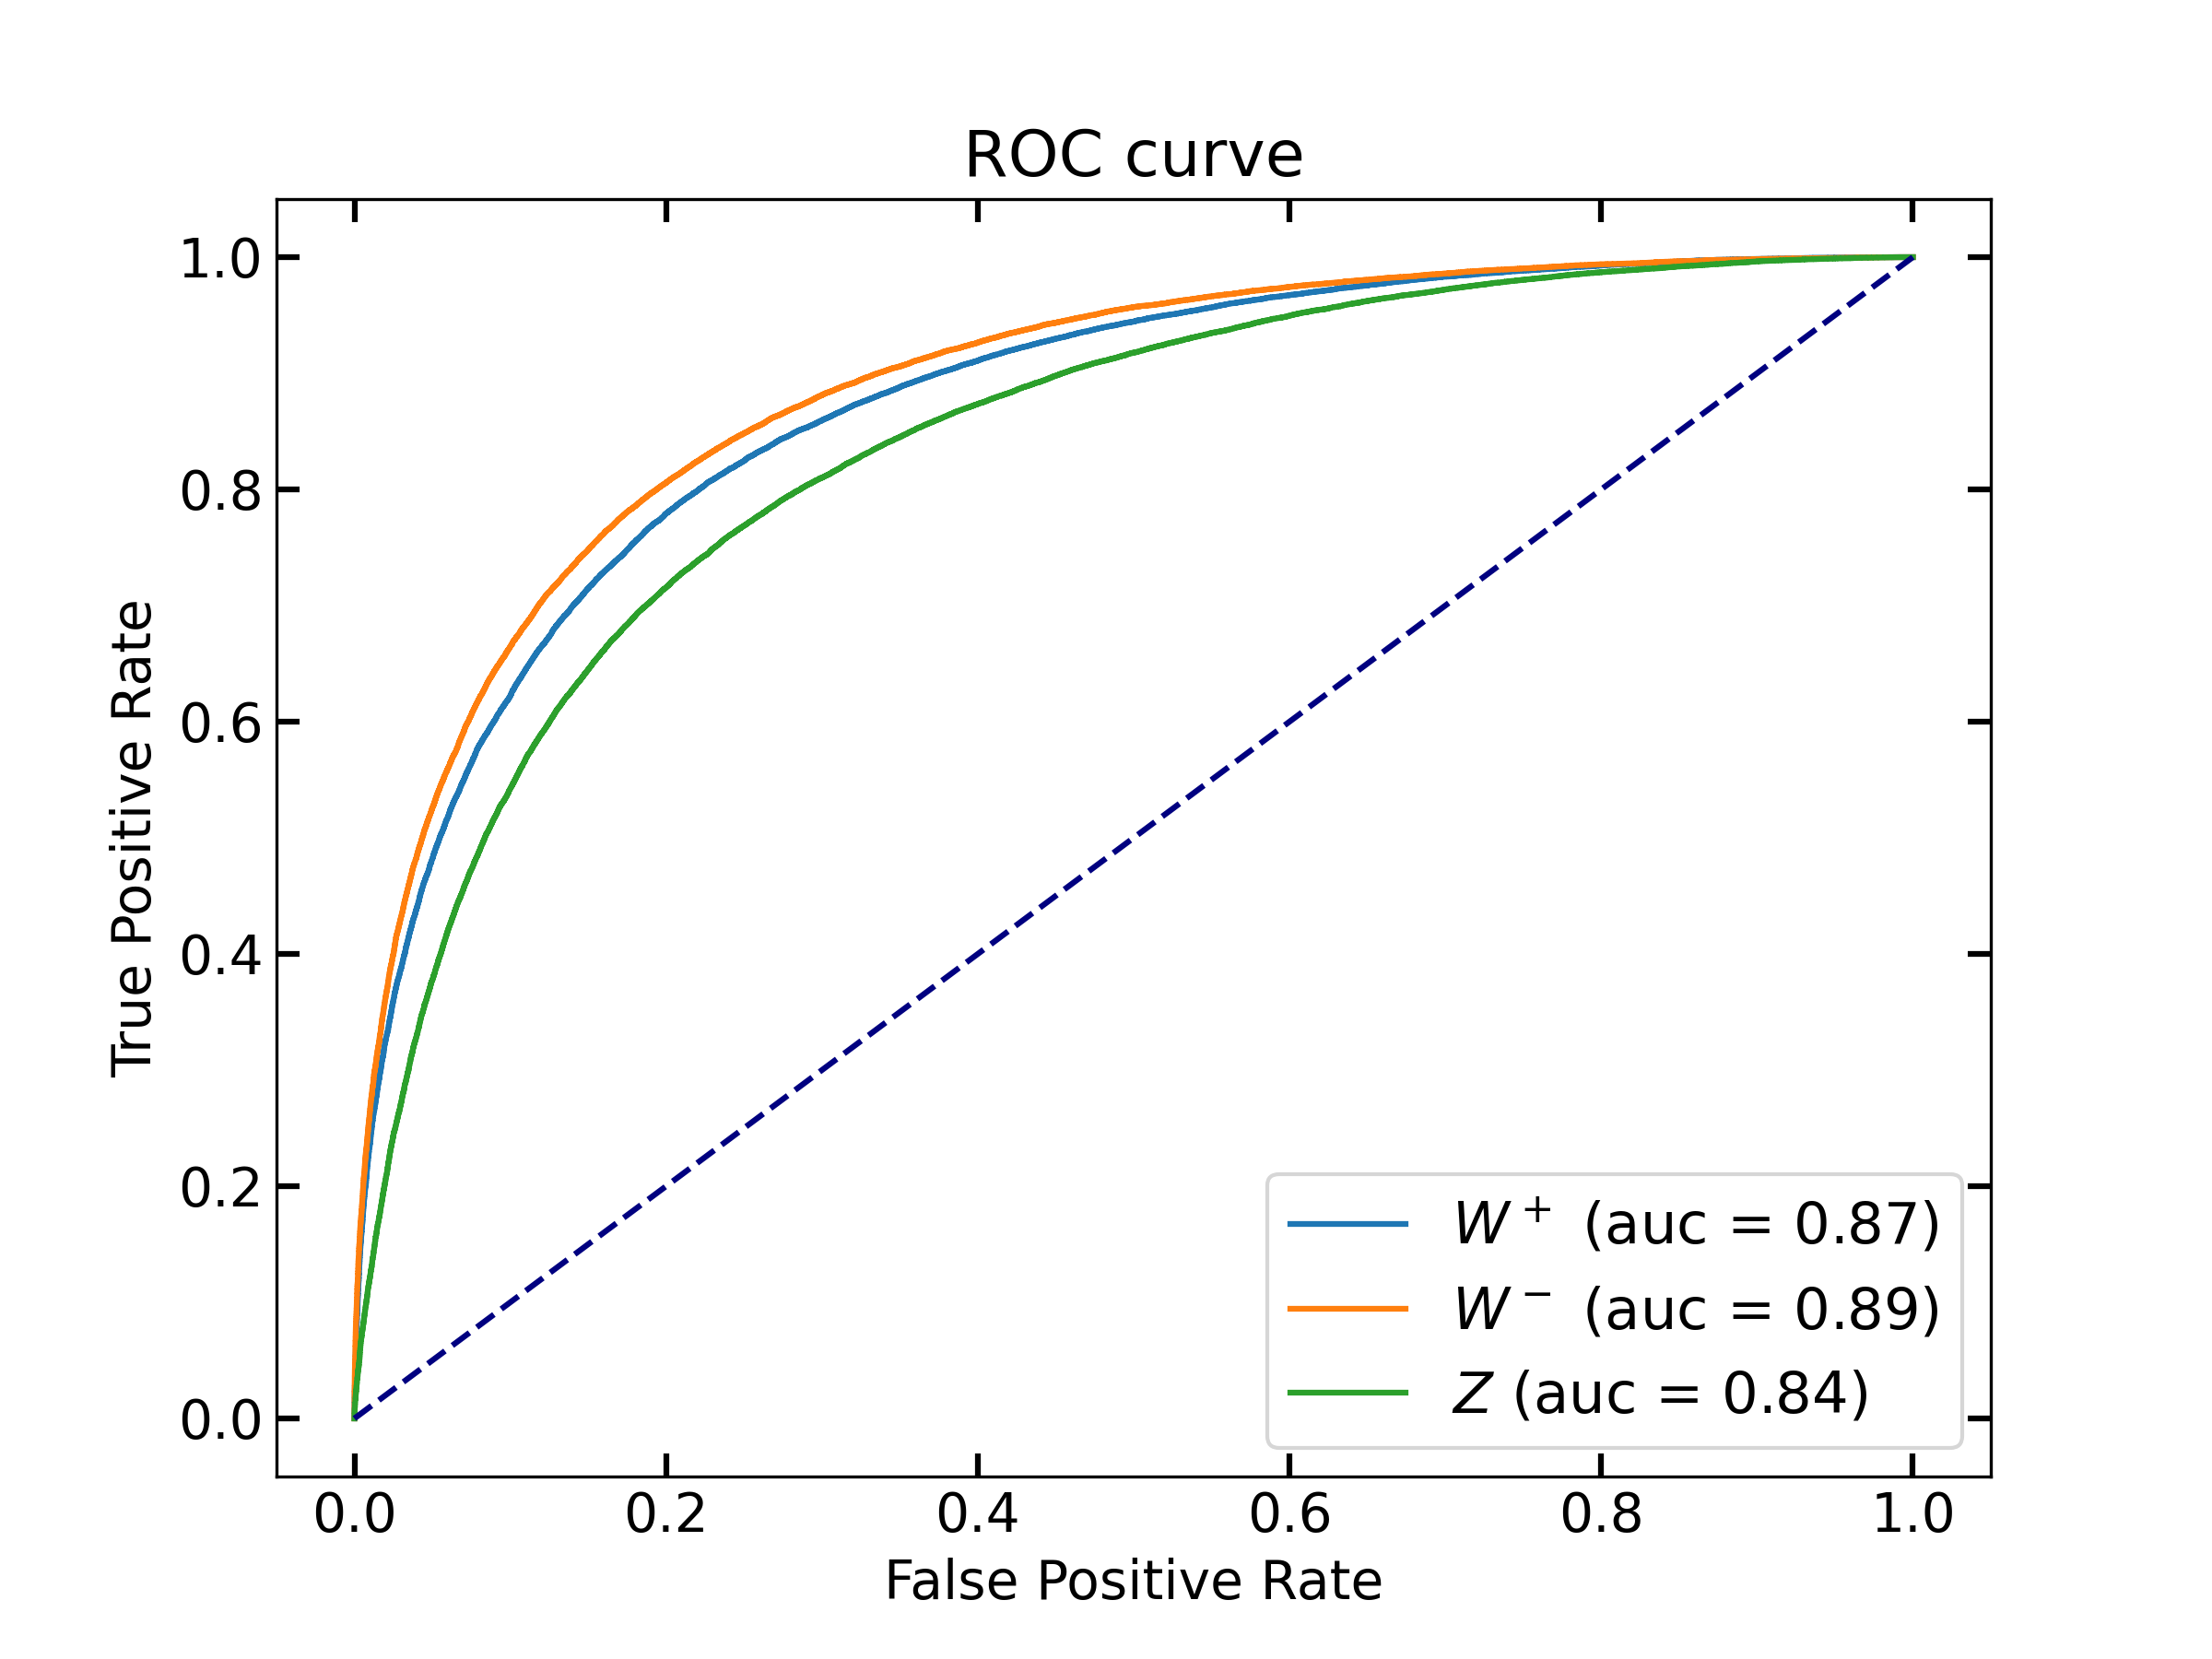 ROC curve
1.0
0.8
0.6
0.4
0.2
0.0
True Positive Rate
W⁺ (auc = 0.87)
W⁻ (auc = 0.89)
Z (auc = 0.84)
0.0 0.2 0.4 0.6 0.8 1.0
False Positive Rate